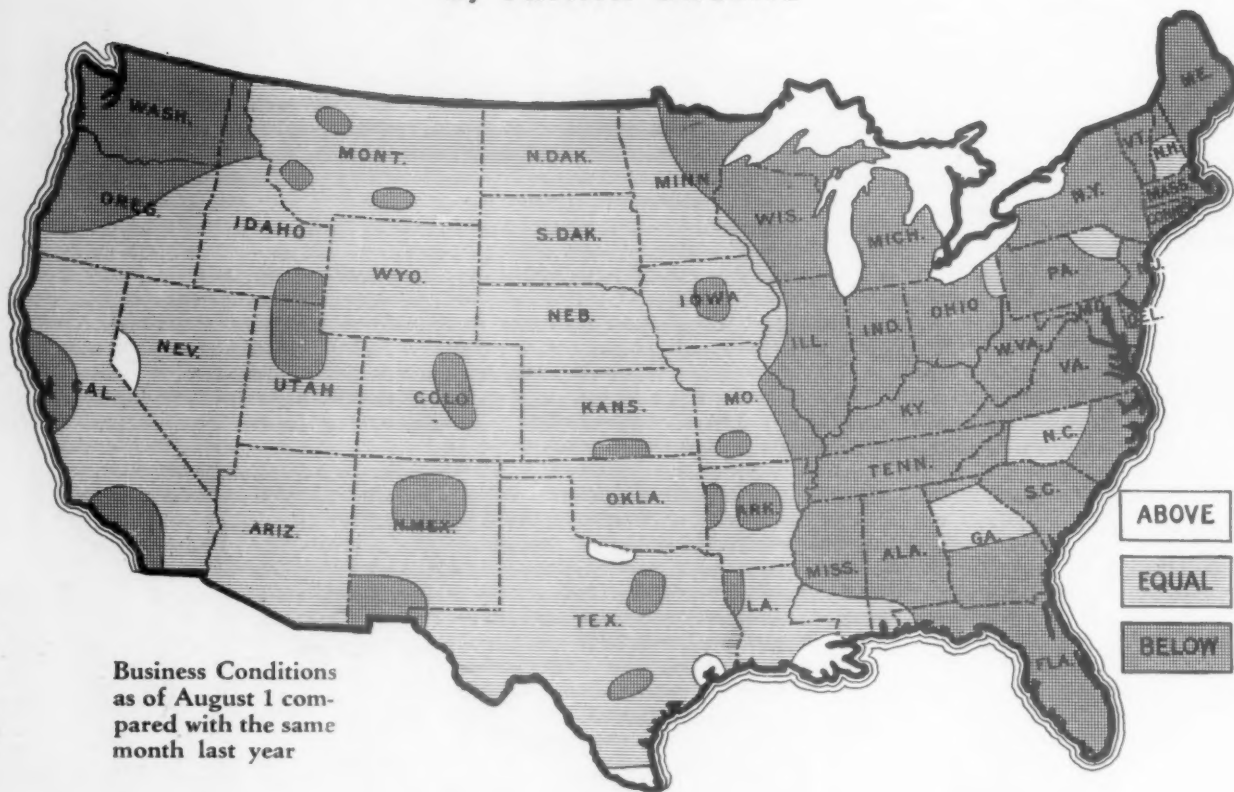 WASH.
MONT.
N.DAK.
MINN.
ME.
VT.
N.H.
OREG.
IDAHO
S.DAK.
WIS.
MICH.
N.Y.
MASS.
WYO.
IOWA
PA.
N.J.
NEV.
NEB.
ILL.
IND.
OHIO
MD.
DEL.
CAL.
UTAH
COLO.
KANS.
MO.
W.VA.
VA.
KY.
N.C.
TENN.
ARIZ.
N.MEX.
OKLA.
ARK.
S.C.
MISS.
ALA.
GA.
TEX.
LA.
FLA.
ABOVE
EQUAL
BELOW
Business Conditions
as of August 1 com-
pared with the same
month last year